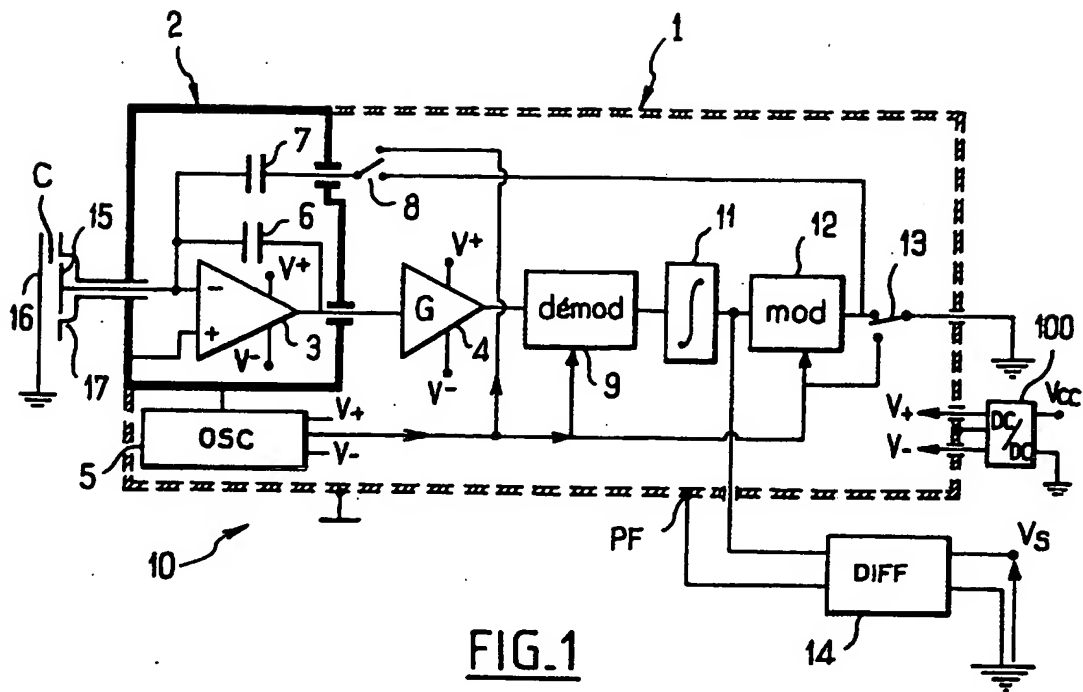 2
1
7
C
15
8
6
11
12
13
V+
16
-
+
3
G
4
démod
9
∫
mod
100
17
V-
V-
V+
Vcc
DC/DC
V-
5
OSC
V+
V-
10
PF
DIFF
14
Vs
FIG_1